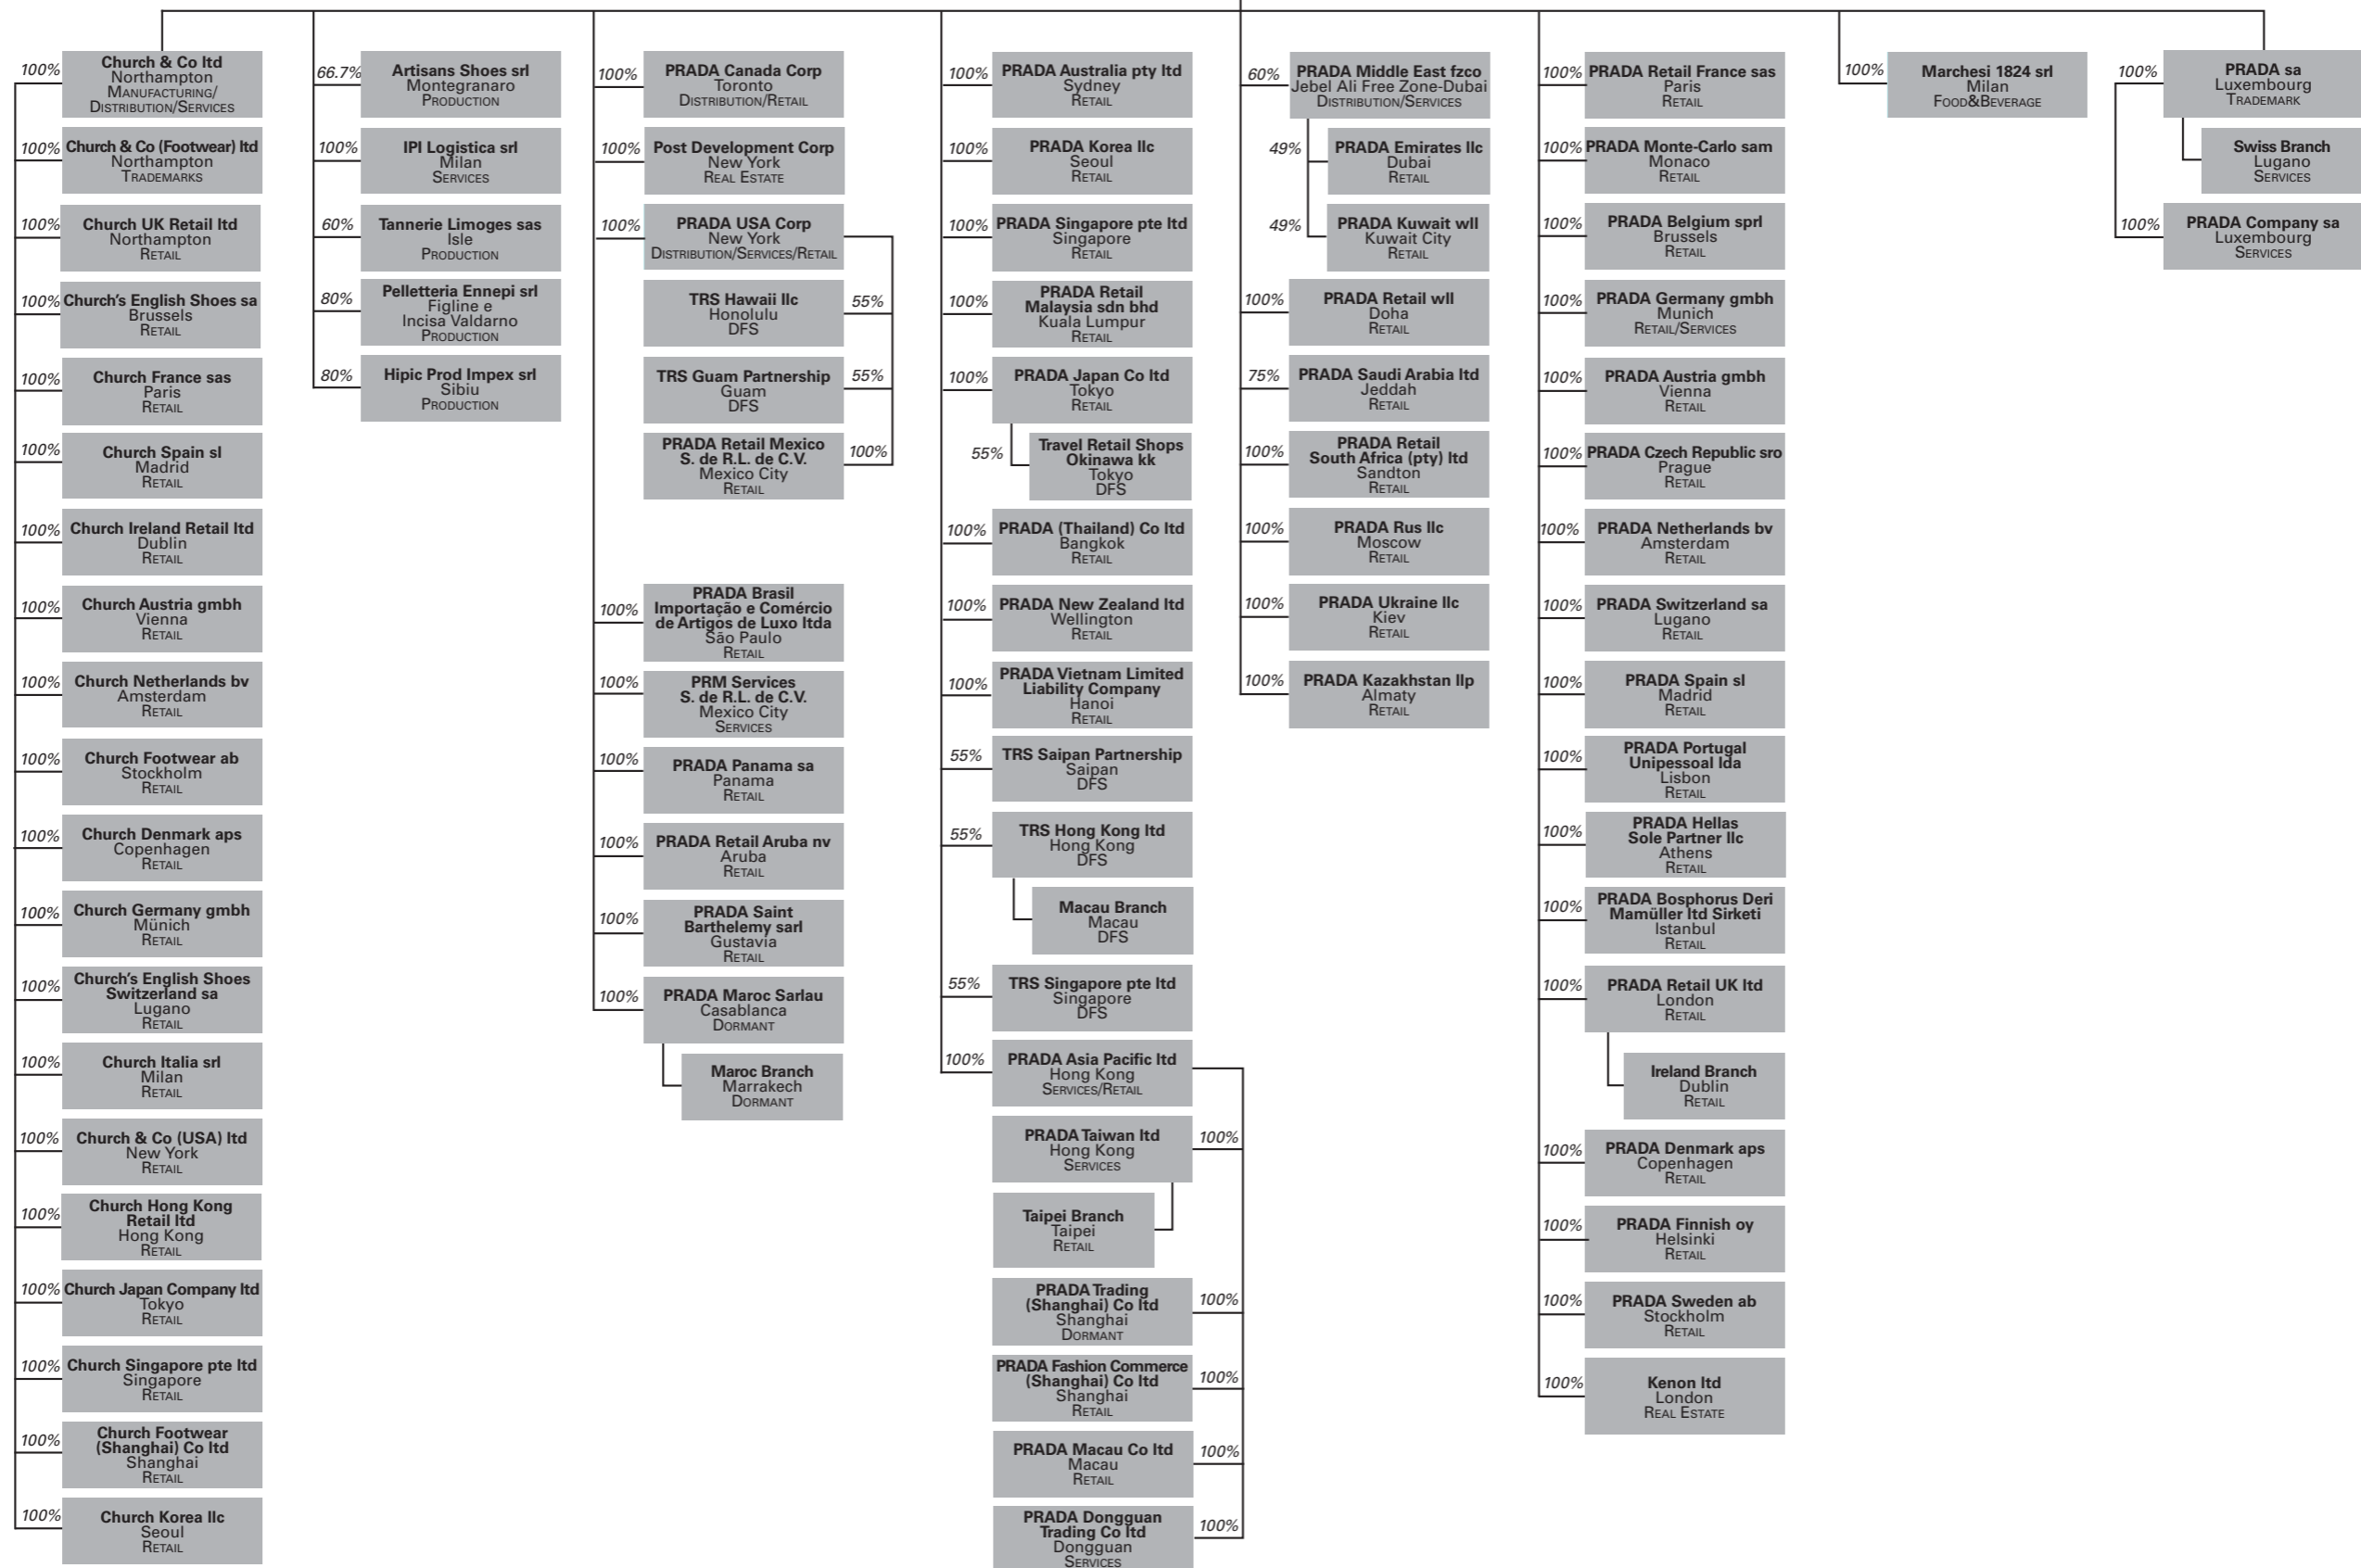 100%
Church & Co ltd
Northampton
MANUFACTURING/
DISTRIBUTION/SERVICES
100%
Church & Co (Footwear) ltd
Northampton
TRADEMARKS
100%
Church UK Retail ltd
Northampton
RETAIL
100%
Church's English Shoes sa
Brussels
RETAIL
100%
Church France sas
Paris
RETAIL
100%
Church Spain sl
Madrid
RETAIL
100%
Church Ireland Retail ltd
Dublin
RETAIL
100%
Church Austria gmbh
Vienna
RETAIL
100%
Church Netherlands bv
Amsterdam
RETAIL
100%
Church Footwear ab
Stockholm
RETAIL
100%
Church Denmark aps
Copenhagen
RETAIL
100%
Church Germany gmbh
Münich
RETAIL
100%
Church's English Shoes
Switzerland sa
Lugano
RETAIL
100%
Church Italia srl
Milan
RETAIL
100%
Church & Co (USA) ltd
New York
RETAIL
100%
Church Hong Kong
Retail ltd
Hong Kong
RETAIL
100%
Church Japan Company ltd
Tokyo
RETAIL
100%
Church Singapore pte ltd
Singapore
RETAIL
100%
Church Footwear
(Shanghai) Co ltd
Shanghai
RETAIL
100%
Church Korea llc
Seoul
RETAIL
66.7%
Artisans Shoes srl
Montegranaro
PRODUCTION
100%
IPI Logistica srl
Milan
SERVICES
60%
Tannerie Limoges sas
Isle
PRODUCTION
80%
Pelletteria Ennepi srl
Figline e
Incisa Valdarno
PRODUCTION
80%
Hipic Prod Impex srl
Sibiu
PRODUCTION
100%
PRADA Canada Corp
Toronto
DISTRIBUTION/RETAIL
100%
Post Development Corp
New York
REAL ESTATE
100%
PRADA USA Corp
New York
DISTRIBUTION/SERVICES/RETAIL
TRS Hawaii llc
Honolulu
DFS
55%
TRS Guam Partnership
Guam
DFS
55%
PRADA Retail Mexico
S. de R.L. de C.V.
Mexico City
RETAIL
100%
100%
PRADA Brasil
Importação e Comércio
de Artigos de Luxo ltda
São Paulo
RETAIL
100%
PRM Services
S. de R.L. de C.V.
Mexico City
SERVICES
100%
PRADA Panama sa
Panama
RETAIL
100%
PRADA Retail Aruba nv
Aruba
RETAIL
100%
PRADA Saint
Barthelemy sarl
Gustavia
RETAIL
100%
PRADA Maroc Sarlau
Casablanca
DORMANT
Maroc Branch
Marrakech
DORMANT
100%
PRADA Australia pty ltd
Sydney
RETAIL
100%
PRADA Korea llc
Seoul
RETAIL
100%
PRADA Singapore pte ltd
Singapore
RETAIL
100%
PRADA Retail
Malaysia sdn bhd
Kuala Lumpur
RETAIL
100%
PRADA Japan Co ltd
Tokyo
RETAIL
55%
Travel Retail Shops
Okinawa kk
Tokyo
DFS
100%
PRADA (Thailand) Co ltd
Bangkok
RETAIL
100%
PRADA New Zealand ltd
Wellington
RETAIL
100%
PRADA Vietnam Limited
Liability Company
Hanoi
RETAIL
55%
TRS Saipan Partnership
Saipan
DFS
55%
TRS Hong Kong ltd
Hong Kong
DFS
Macau Branch
Macau
DFS
55%
TRS Singapore pte ltd
Singapore
DFS
100%
PRADA Asia Pacific ltd
Hong Kong
SERVICES/RETAIL
PRADA Taiwan ltd
Hong Kong
SERVICES
100%
Taipei Branch
Taipei
RETAIL
PRADA Trading
(Shanghai) Co ltd
Shanghai
DORMANT
100%
PRADA Fashion Commerce
(Shanghai) Co ltd
Shanghai
RETAIL
100%
PRADA Macau Co ltd
Macau
RETAIL
100%
PRADA Dongguan
Trading Co ltd
Dongguan
SERVICES
100%
60%
PRADA Middle East fzco
Jebel Ali Free Zone-Dubai
DISTRIBUTION/SERVICES
49%
PRADA Emirates llc
Dubai
RETAIL
49%
PRADA Kuwait wll
Kuwait City
RETAIL
100%
PRADA Retail wll
Doha
RETAIL
75%
PRADA Saudi Arabia ltd
Jeddah
RETAIL
100%
PRADA Retail
South Africa (pty) ltd
Sandton
RETAIL
100%
PRADA Rus llc
Moscow
RETAIL
100%
PRADA Ukraine llc
Kiev
RETAIL
100%
PRADA Kazakhstan llp
Almaty
RETAIL
100%
PRADA Retail France sas
Paris
RETAIL
100%
PRADA Monte-Carlo sam
Monaco
RETAIL
100%
PRADA Belgium sprl
Brussels
RETAIL
100%
PRADA Germany gmbh
Munich
RETAIL/SERVICES
100%
PRADA Austria gmbh
Vienna
RETAIL
100%
PRADA Czech Republic sro
Prague
RETAIL
100%
PRADA Netherlands bv
Amsterdam
RETAIL
100%
PRADA Switzerland sa
Lugano
RETAIL
100%
PRADA Spain sl
Madrid
RETAIL
100%
PRADA Portugal
Unipessoal lda
Lisbon
RETAIL
100%
PRADA Hellas
Sole Partner llc
Athens
RETAIL
100%
PRADA Bosphorus Deri
Mamüller ltd Sirketi
Istanbul
RETAIL
100%
PRADA Retail UK ltd
London
RETAIL
Ireland Branch
Dublin
RETAIL
100%
PRADA Denmark aps
Copenhagen
RETAIL
100%
PRADA Finnish oy
Helsinki
RETAIL
100%
PRADA Sweden ab
Stockholm
RETAIL
100%
Kenon ltd
London
REAL ESTATE
100%
Marchesi 1824 srl
Milan
FOOD&BEVERAGE
100%
PRADA sa
Luxembourg
TRADEMARK
Swiss Branch
Lugano
SERVICES
100%
PRADA Company sa
Luxembourg
SERVICES